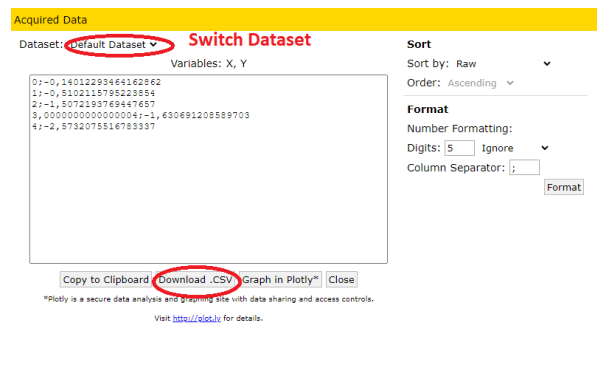 Acquired Data
Dataset: Default Dataset Switch Dataset
Variables: X, Y
0;-0,14012293464162862
1;-0,5102115795223854
2;-1,5072193769447657
3,0000000000000004;-1,630691208589703
4;-2,5732075516783337
Copy to Clipboard Download .CSV Graph in Plotly* Close
*Plotly is a secure data analysis and graphing site with data sharing and access controls.
Visit http://plot.ly for details.
Sort
Sort by: Raw
Order: Ascending
Format
Number Formatting:
Digits: 5 Ignore
Column Separator: ;
Format